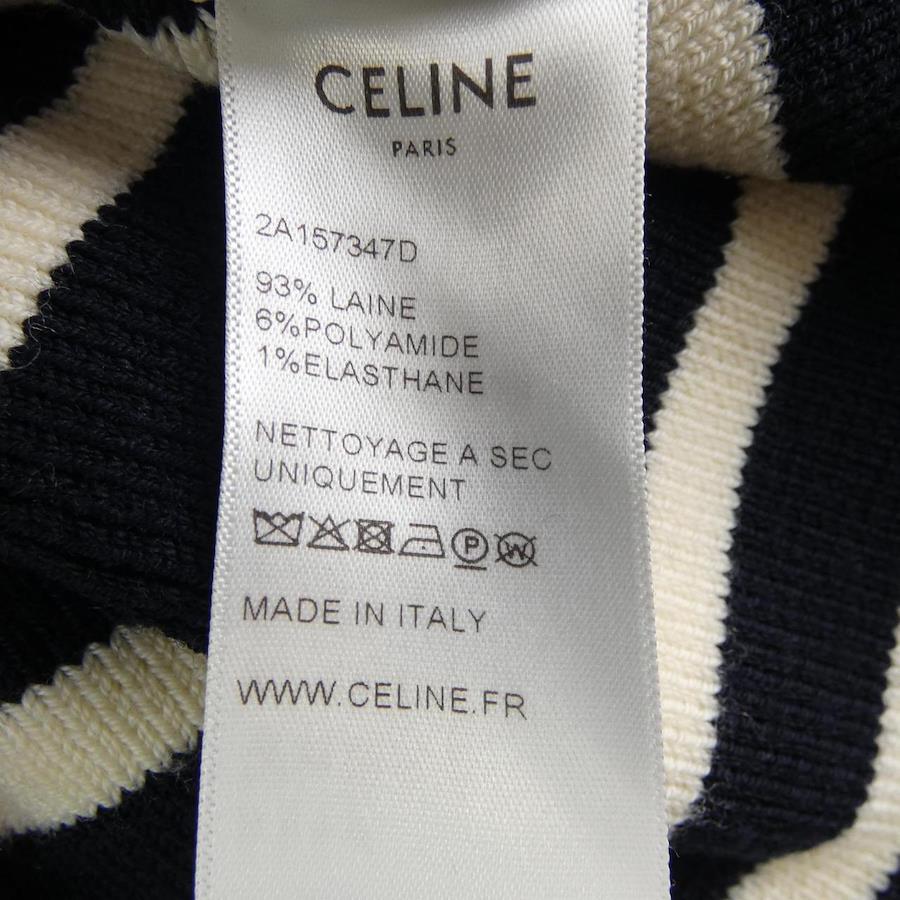 CELINE
PARIS
2A157347D
93% LAINE
6%POLYAMIDE
1%ELASTHANE
NETTOYAGE A SEC
UNIQUEMENT
P W
MADE IN ITALY
WWW.CELINE.FR